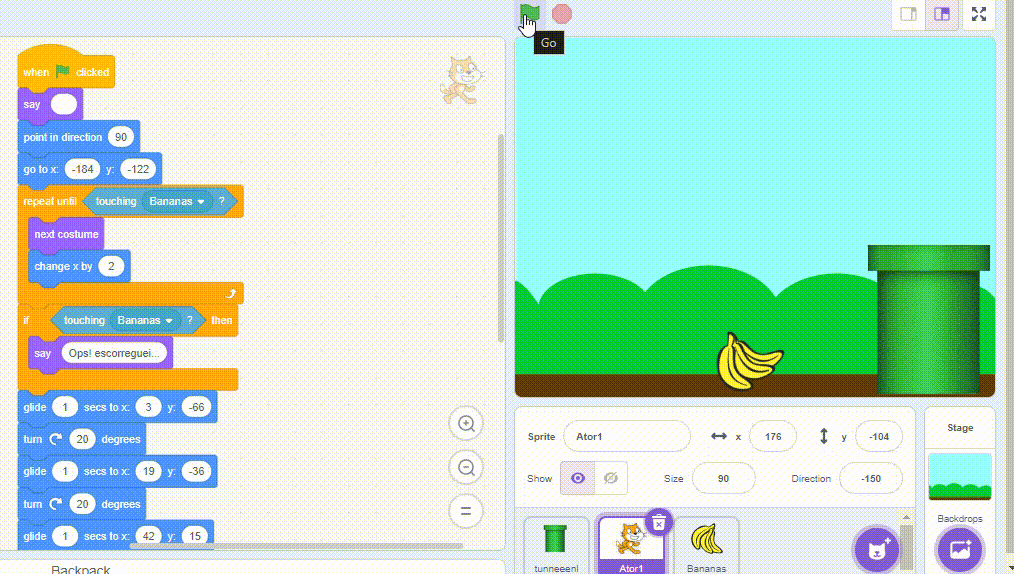 Go
when clicked
say
point in direction 90
go to x: -184 y: -122
repeat until touching Bananas ?
next costume
change x by 2
if touching Bananas ? then
say Ops! escorreguei...
glide 1 secs to x: 3 y: -66
turn 20 degrees
glide 1 secs to x: 19 y: -36
turn 20 degrees
glide 1 secs to x: 42 y: 15
Backpack
Sprite Ator1 x 176 y -104
Show Size 90 Direction -150
tunneenl Ator1 Bananas
Stage
Backdrops